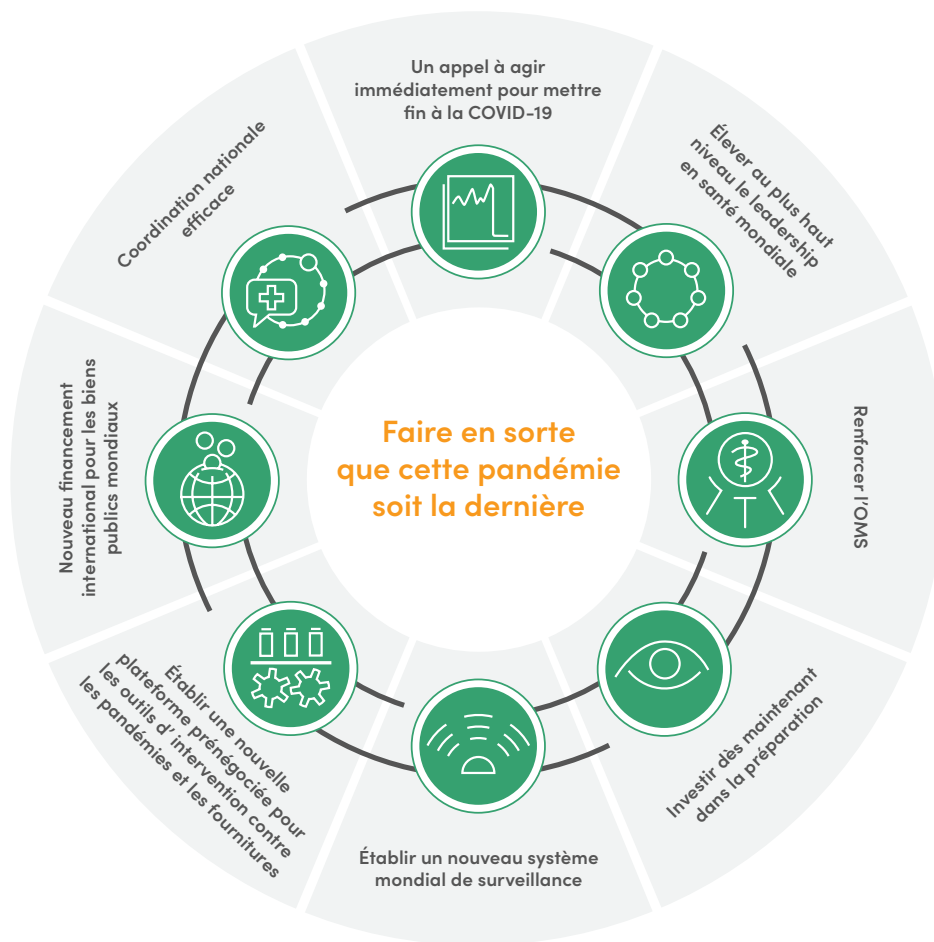 Un appel à agir
immédiatement pour mettre
fin à la COVID-19
Élever au plus haut
niveau le leadership
en santé mondiale
Renforcer l'OMS
Investir dès maintenant
dans la préparation
Établir un nouveau système
mondial de surveillance
Établir une nouvelle
plateforme prénégociée pour
les outils d' intervention contre
les pandémies et les fournitures
Nouveau financement
international pour les biens
publics mondiaux
Coordination nationale
efficace
Faire en sorte
que cette pandémie
soit la dernière